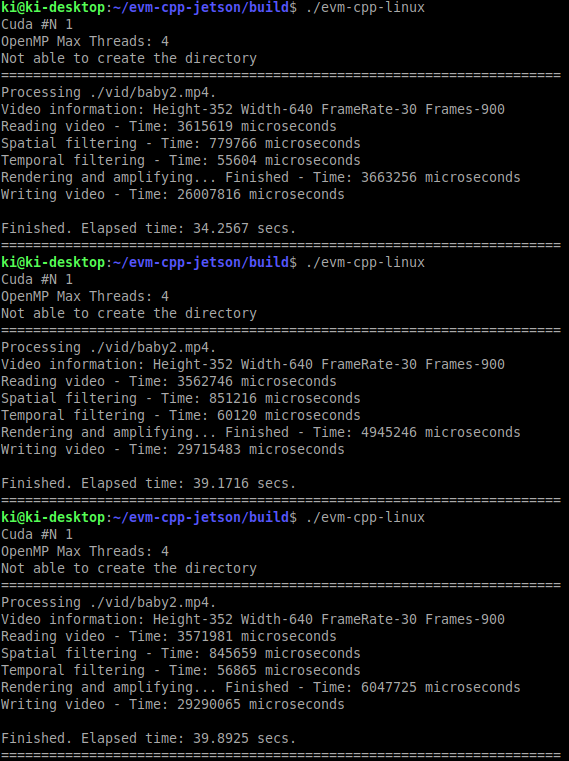 ki@ki-desktop:~/evm-cpp-jetson/build$ ./evm-cpp-linux
Cuda #N 1
OpenMP Max Threads: 4
Not able to create the directory
======================================================================
Processing ./vid/baby2.mp4.
Video information: Height-352 Width-640 FrameRate-30 Frames-900
Reading video - Time: 3615619 microseconds
Spatial filtering - Time: 779766 microseconds
Temporal filtering - Time: 55604 microseconds
Rendering and amplifying... Finished - Time: 3663256 microseconds
Writing video - Time: 26007816 microseconds

Finished. Elapsed time: 34.2567 secs.
======================================================================
ki@ki-desktop:~/evm-cpp-jetson/build$ ./evm-cpp-linux
Cuda #N 1
OpenMP Max Threads: 4
Not able to create the directory
======================================================================
Processing ./vid/baby2.mp4.
Video information: Height-352 Width-640 FrameRate-30 Frames-900
Reading video - Time: 3562746 microseconds
Spatial filtering - Time: 851216 microseconds
Temporal filtering - Time: 60120 microseconds
Rendering and amplifying... Finished - Time: 4945246 microseconds
Writing video - Time: 29715483 microseconds

Finished. Elapsed time: 39.1716 secs.
======================================================================
ki@ki-desktop:~/evm-cpp-jetson/build$ ./evm-cpp-linux
Cuda #N 1
OpenMP Max Threads: 4
Not able to create the directory
======================================================================
Processing ./vid/baby2.mp4.
Video information: Height-352 Width-640 FrameRate-30 Frames-900
Reading video - Time: 3571981 microseconds
Spatial filtering - Time: 845659 microseconds
Temporal filtering - Time: 56865 microseconds
Rendering and amplifying... Finished - Time: 6047725 microseconds
Writing video - Time: 29290065 microseconds

Finished. Elapsed time: 39.8925 secs.
======================================================================